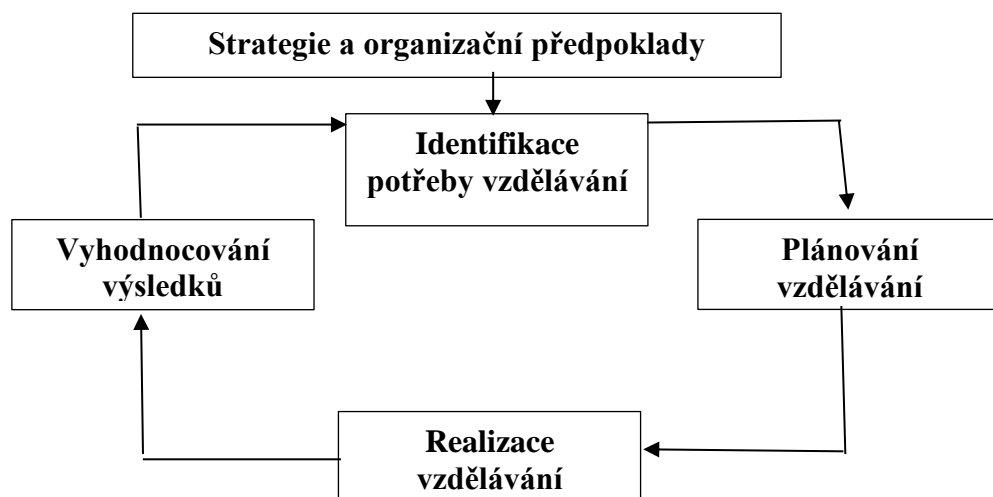 Strategie a organizační předpoklady
Identifikace
potřeby vzdělávání
Vyhodnocování
výsledků
Plánování
vzdělávání
Realizace
vzdělávání